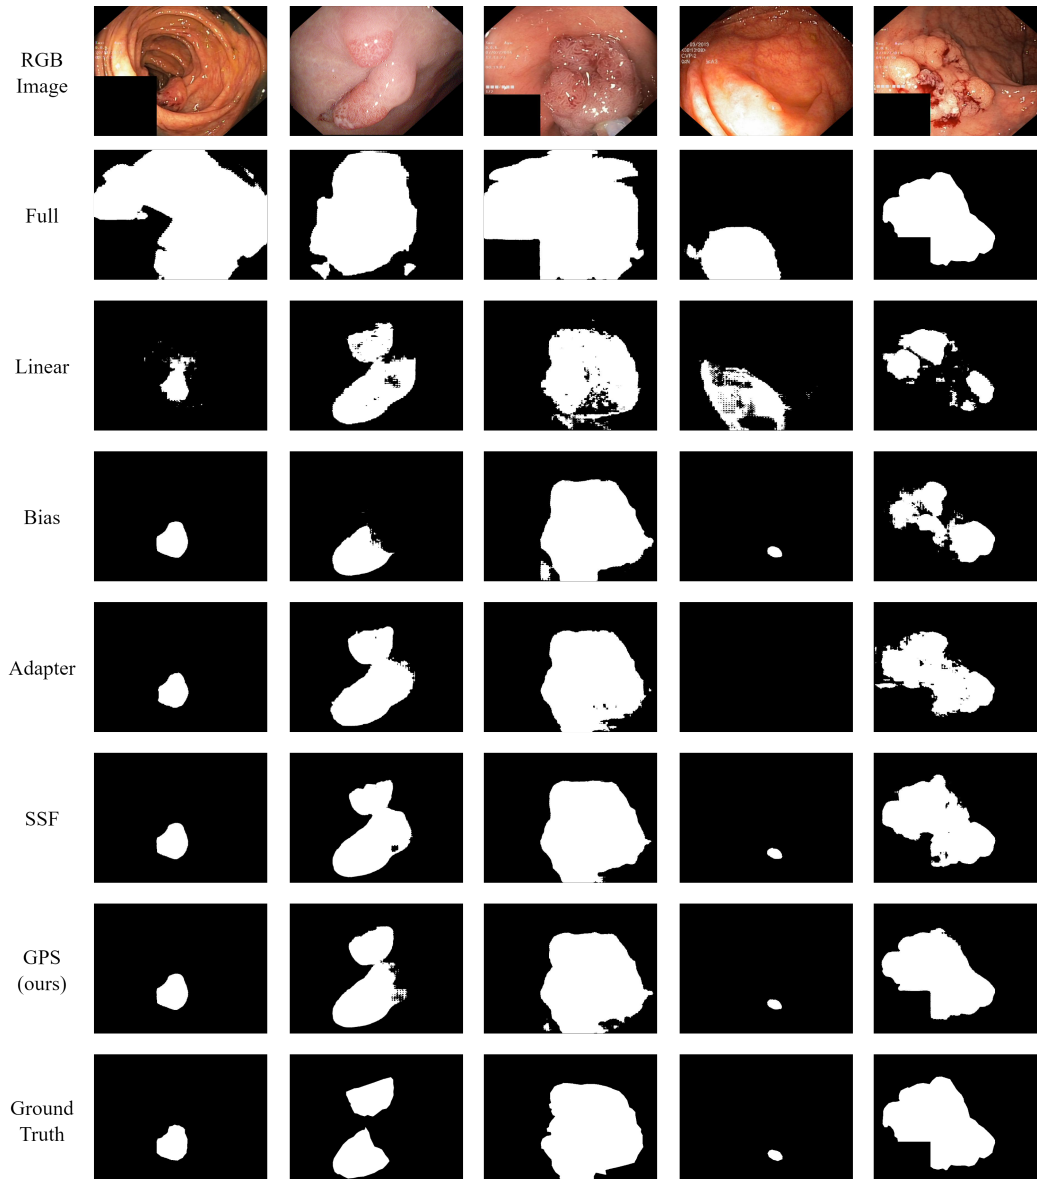 RGB
Image
Full
Linear
Bias
Adapter
SSF
GPS
(ours)
Ground
Truth